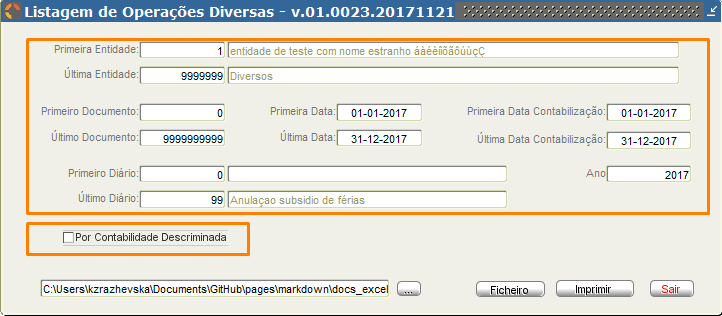 Listagem de Operações Diversas - v.01.0023.20171121
Primeira Entidade: 1 entidade de teste com nome estranho áàéèíìõãôúùçÇ
Última Entidade: 9999999 Diversos
Primeiro Documento: 0 Primeira Data: 01-01-2017 Primeira Data Contabilização: 01-01-2017
Último Documento: 9999999999 Última Data: 31-12-2017 Última Data Contabilização: 31-12-2017
Primeiro Diário: 0 Ano 2017
Último Diário: 99 Anulaçao subsidio de férias
Por Contabilidade Descriminada
C:\Users\kzrazhevska\Documents\GitHub\pages\markdown\docs_excel ... Ficheiro Imprimir Sair